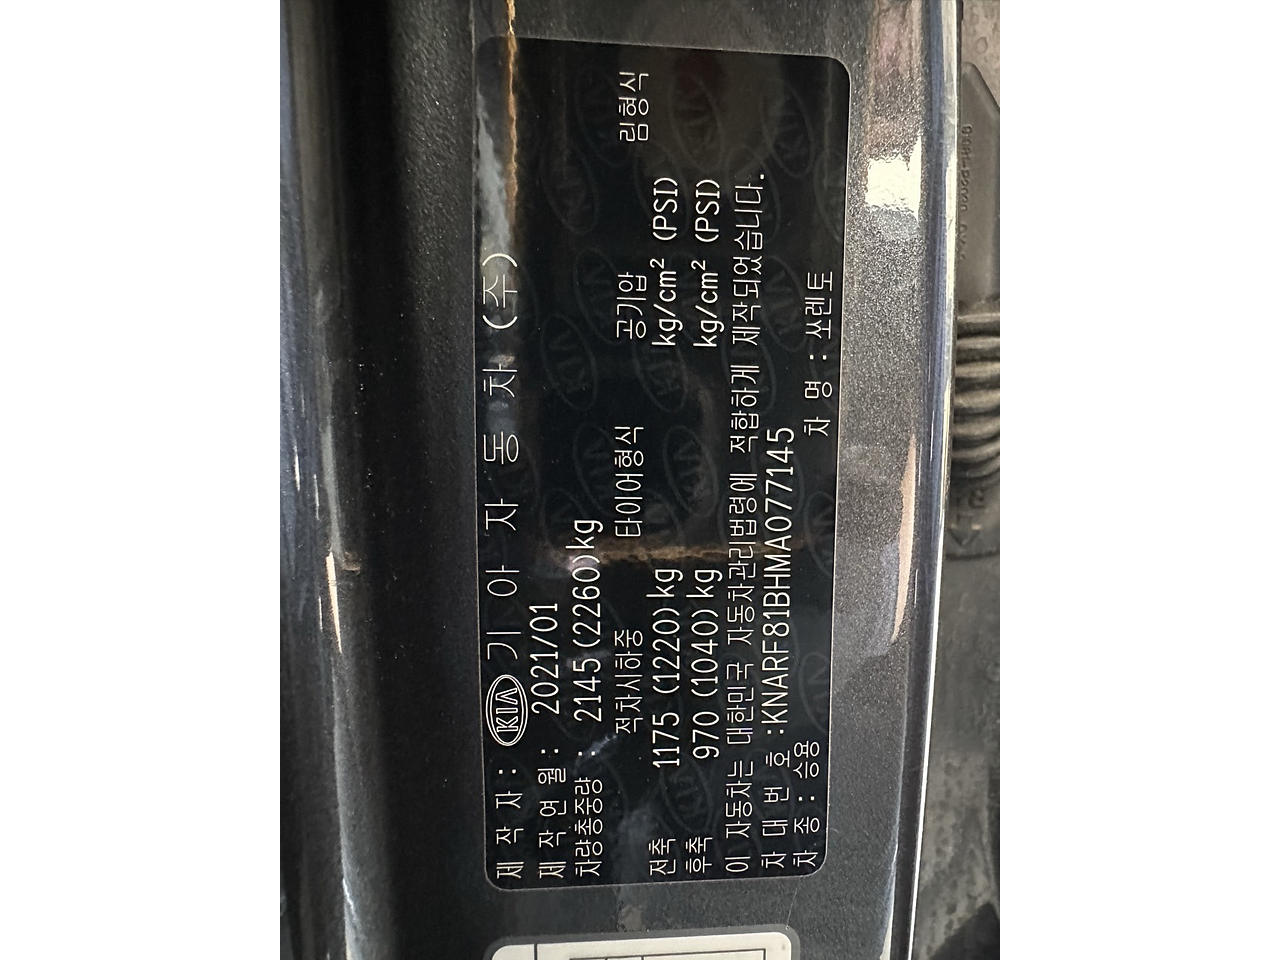 제 작 자 : KIA 기 아 자 동 차 (주)
제 작 연 월 : 2021/01
차량총중량 : 2145(2260)kg
적차시하중 타이어형식 공기압 림형식
전축 1175(1220)kg kg/cm² (PSI)
후축 970(1040)kg kg/cm² (PSI)
이 자동차는 대한민국 자동차관리법령에 적합하게 제작되었습니다.
차 대 번 호 :KNARF81BHMA077145
차 종 : 승용 차 명 : 쏘렌토